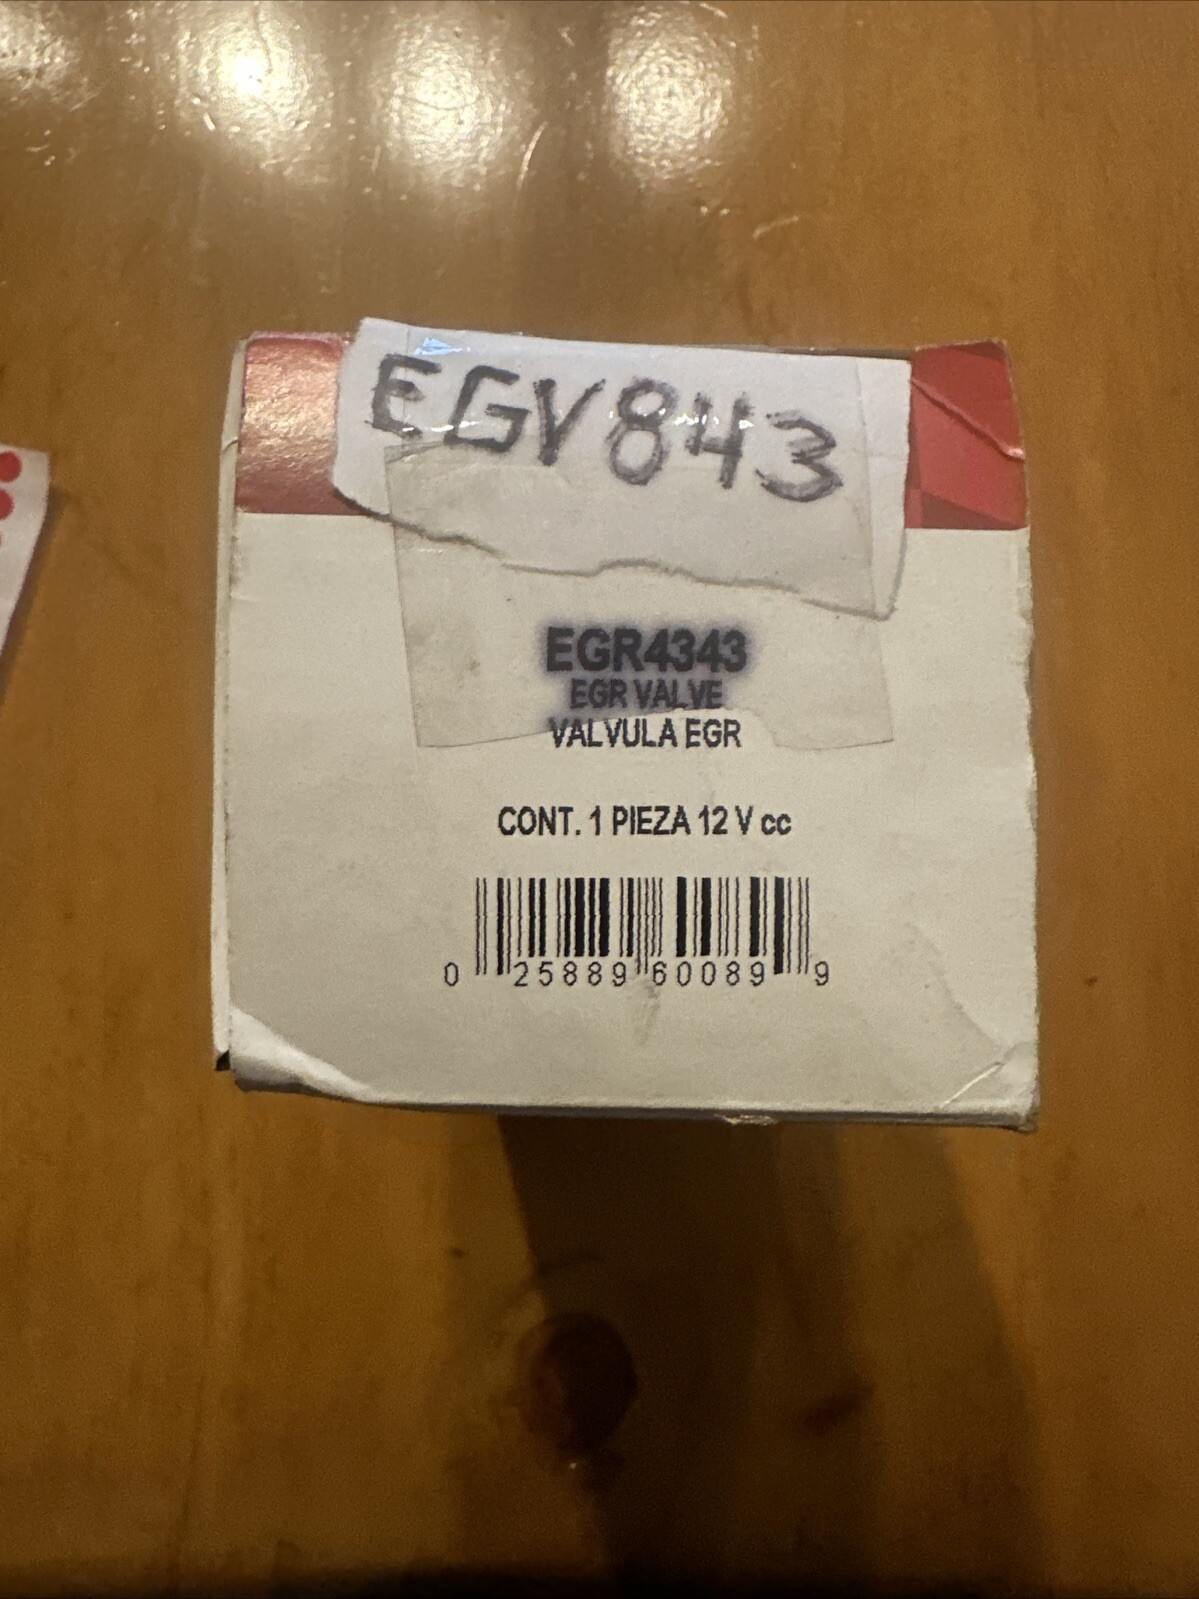 EGV843
EGR4343
EGR VALVE
VALVULA EGR
CONT. 1 PIEZA 12 V cc
0 25889 60089 9